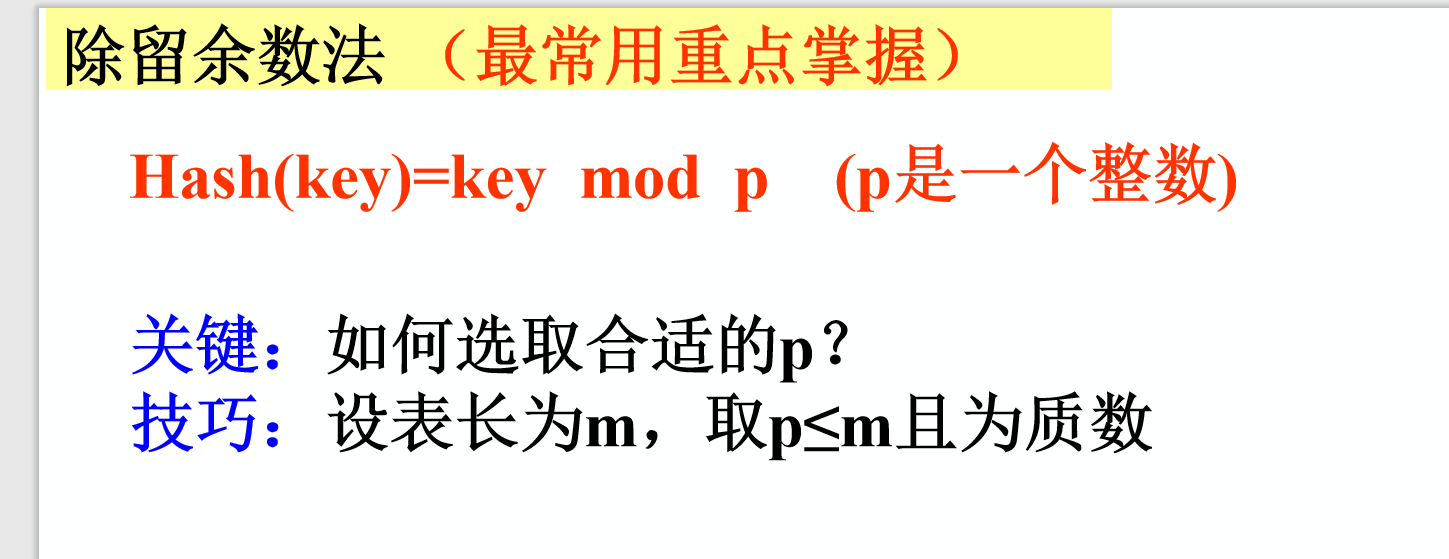 除留余数法 （最常用重点掌握）
Hash(key)=key mod p (p是一个整数)
关键：如何选取合适的p？
技巧：设表长为m，取p≤m且为质数